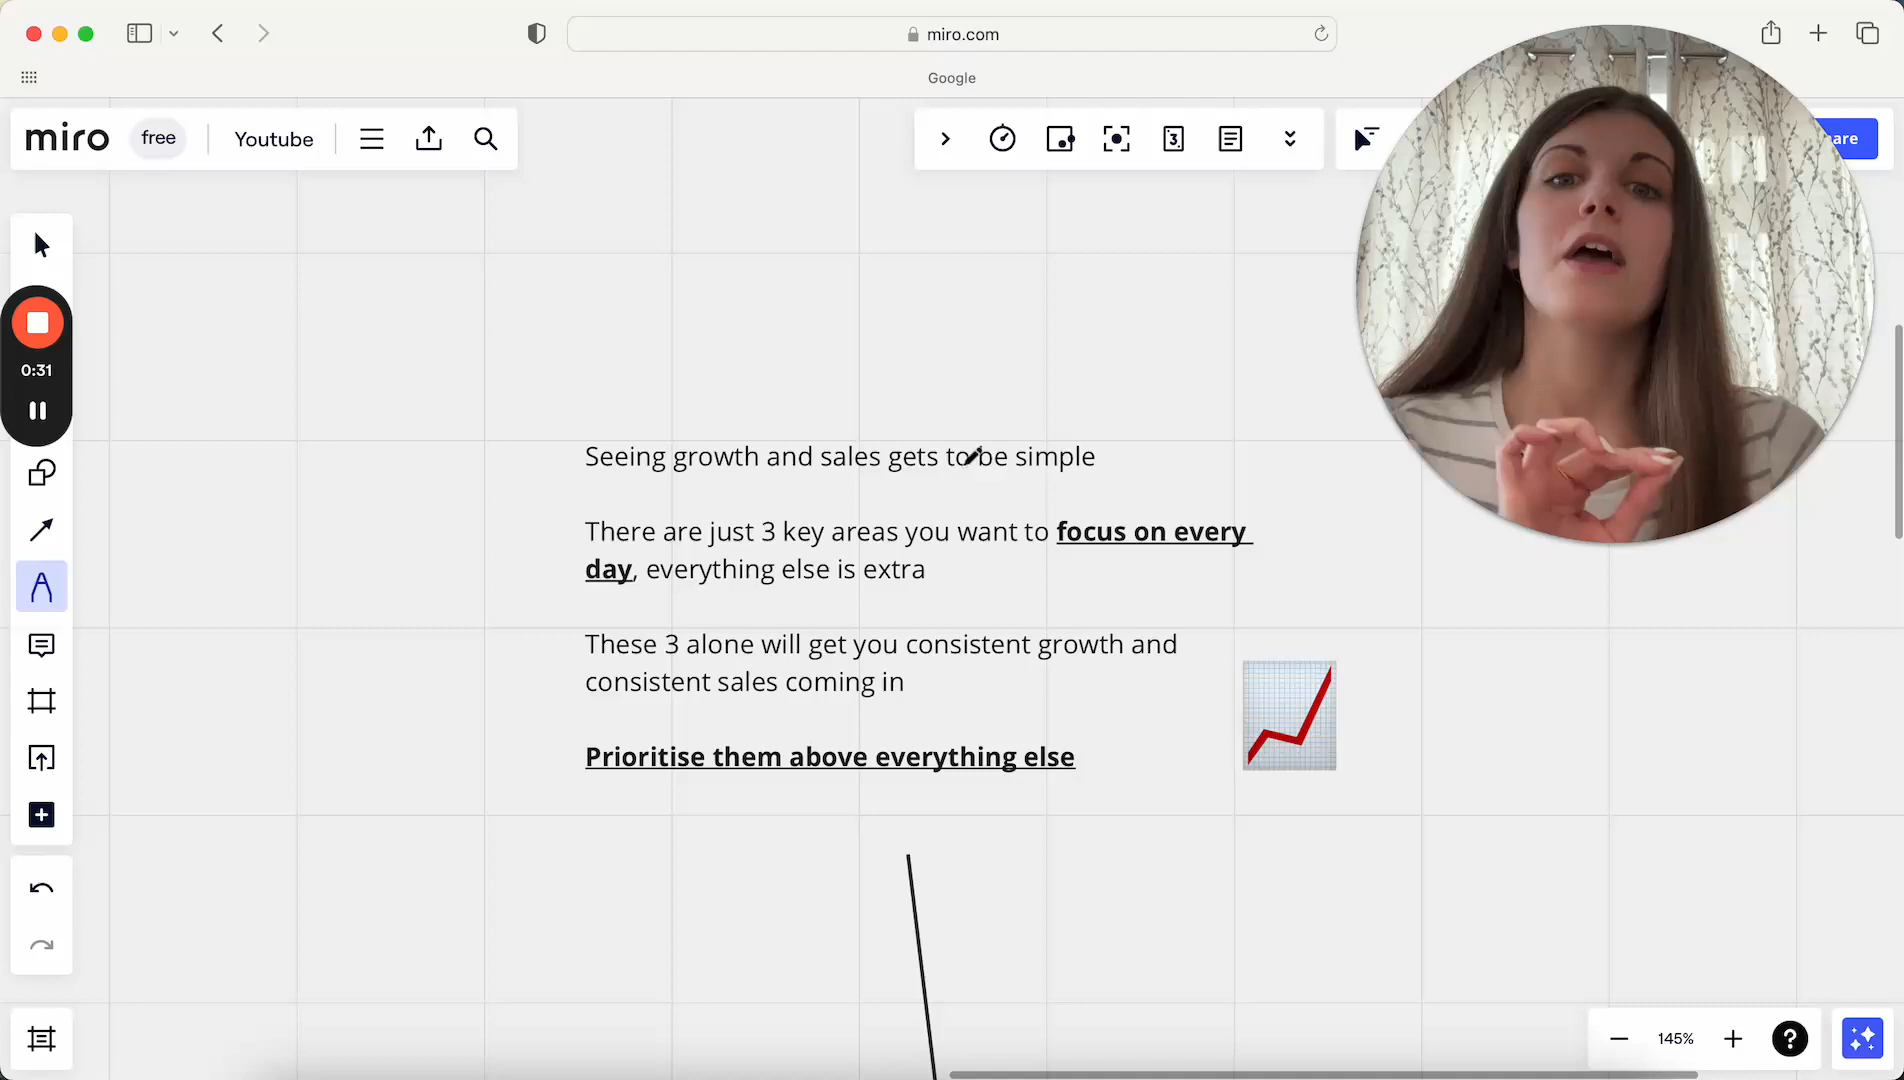 miro.com
Google
miro
free
Youtube
3
are
0:31
Seeing growth and sales gets to be simple
There are just 3 key areas you want to focus on every
day, everything else is extra
These 3 alone will get you consistent growth and
consistent sales coming in
Prioritise them above everything else
145%
?